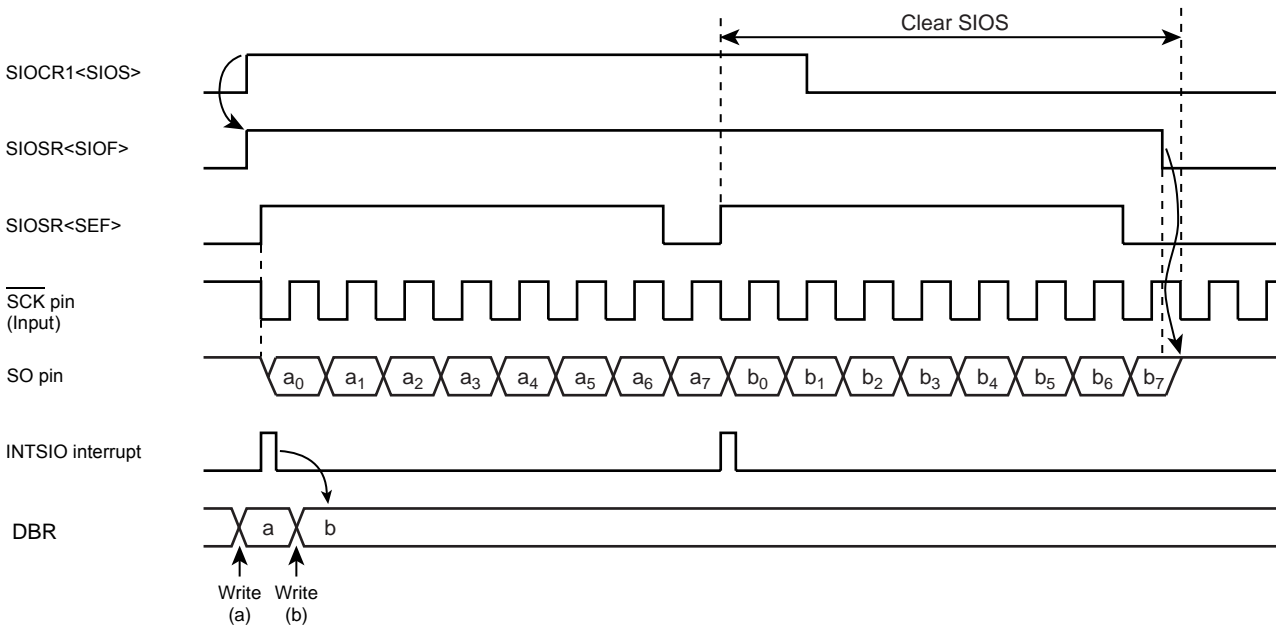 Clear SIOS
SIOCR1<SIOS>
SIOSR<SIOF>
SIOSR<SEF>
SCK pin
(Input)
SO pin
a0 a1 a2 a3 a4 a5 a6 a7 b0 b1 b2 b3 b4 b5 b6 b7
INTSIO interrupt
DBR
a b
Write Write
(a) (b)